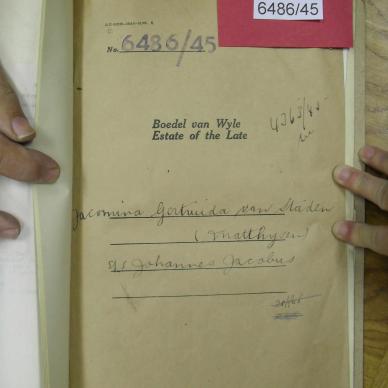 6486/45
No. 6486/45
Boedel van Wyle
Estate of the Late
4363/45
Jacomina Gertruida van Staden
(Matthysen)
Johannes Jacobus